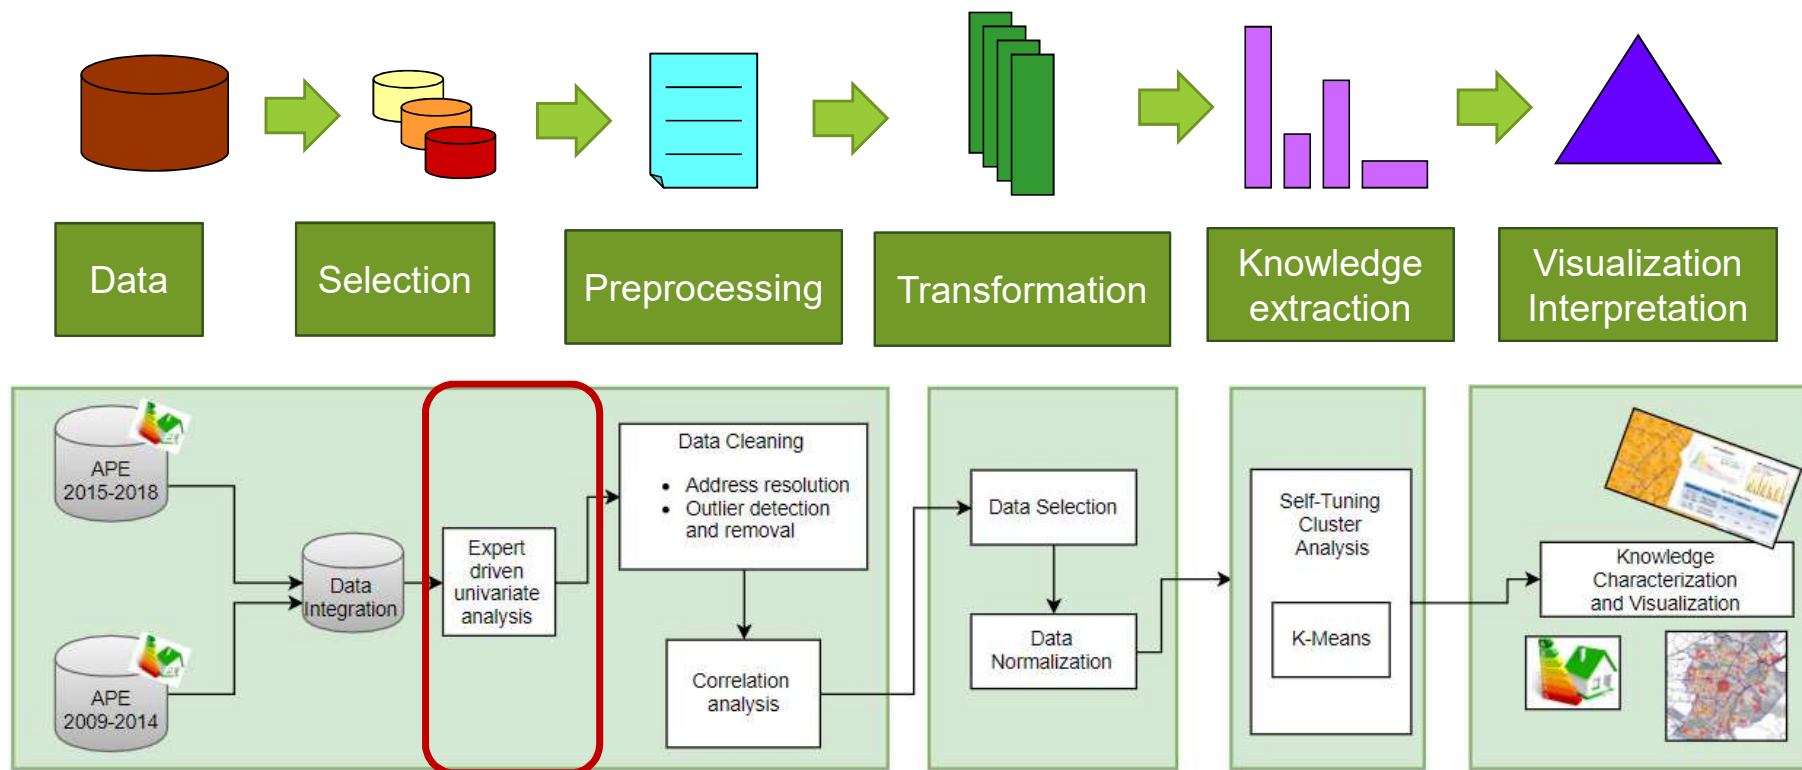 Data
Selection
Preprocessing
Transformation
Knowledge
extraction
Visualization
Interpretation
APE
2015-2018
APE
2009-2014
Data
Integration
Expert
driven
univariate
analysis
Data Cleaning
• Address resolution
• Outlier detection
and removal
Correlation
analysis
Data Selection
Data
Normalization
Self-Tuning
Cluster
Analysis
K-Means
Knowledge
Characterization
and Visualization